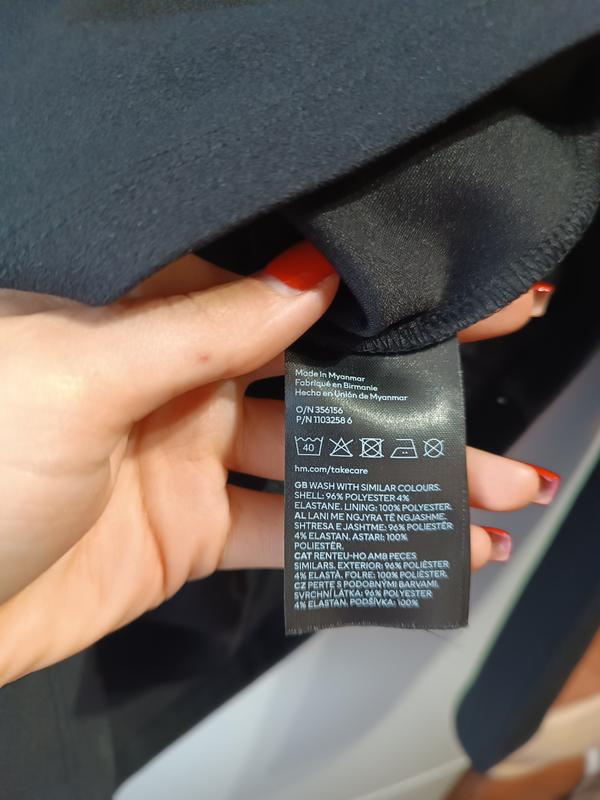 Made in Myanmar
Fabriqué en Birmanie
Hecho en Unión de Myanmar
O/N 356156
P/N 1103258 6
40
hm.com/takecare
GB WASH WITH SIMILAR COLOURS.
SHELL: 96% POLYESTER 4%
ELASTANE. LINING: 100% POLYESTER.
AL LANI ME NGJYRA TË NGJASHME.
SHTRESA E JASHTME: 96% POLIESTËR
4% ELASTAN. ASTARI: 100%
POLIESTËR.
CAT RENTEU-HO AMB PECES
SIMILARS. EXTERIOR: 96% POLIÈSTER
4% ELASTÀ. FOLRE: 100% POLIÈSTER.
CZ PERTE S PODOBNÝMI BARVAMI.
SVRCHNÍ LÁTKA: 96% POLYESTER
4% ELASTAN. PODŠÍVKA: 100%